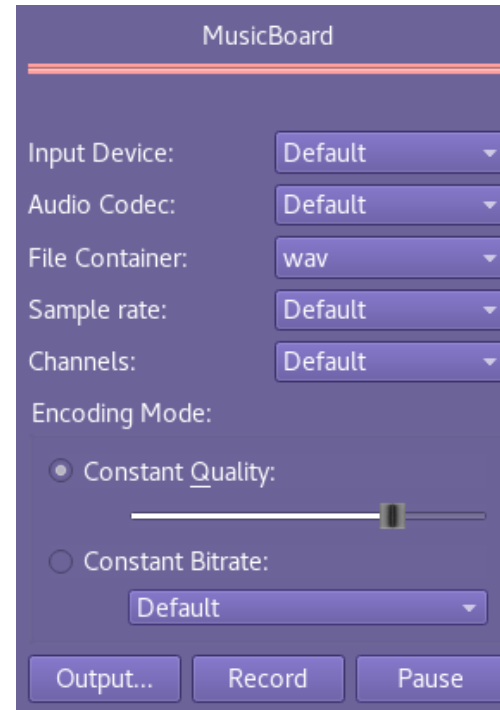 MusicBoard
Input Device: Default
Audio Codec: Default
File Container: wav
Sample rate: Default
Channels: Default
Encoding Mode:
Constant Quality:
Constant Bitrate:
Default
Output... Record Pause